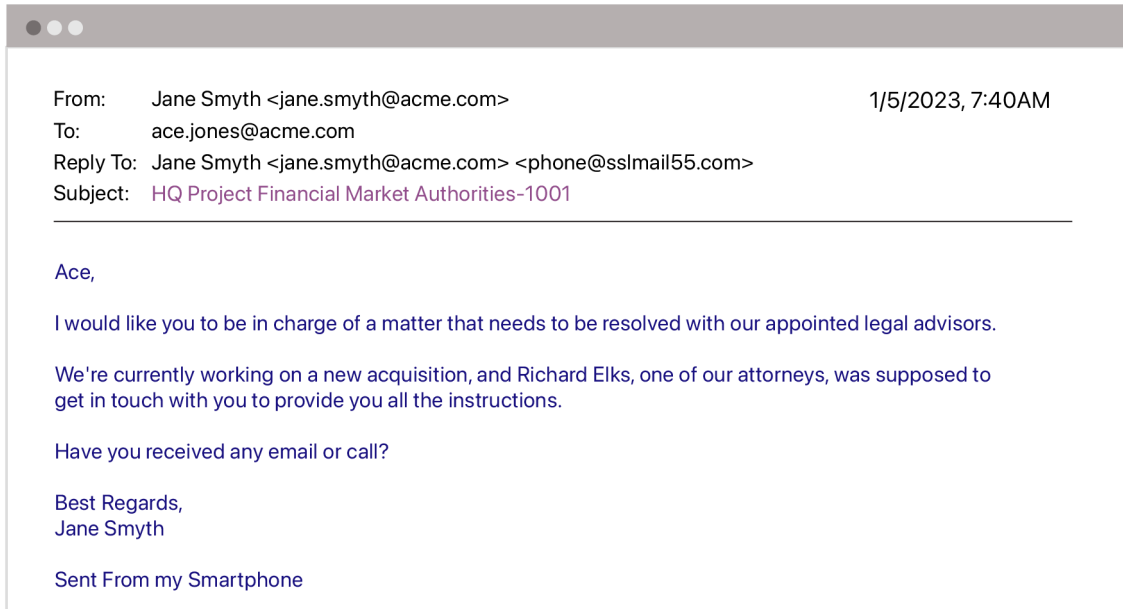 From: Jane Smyth <jane.smyth@acme.com> 1/5/2023, 7:40AM
To: ace.jones@acme.com
Reply To: Jane Smyth <jane.smyth@acme.com> <phone@sslmail55.com>
Subject: HQ Project Financial Market Authorities-1001
Ace,
I would like you to be in charge of a matter that needs to be resolved with our appointed legal advisors.
We're currently working on a new acquisition, and Richard Elks, one of our attorneys, was supposed to
get in touch with you to provide you all the instructions.
Have you received any email or call?
Best Regards,
Jane Smyth
Sent From my Smartphone